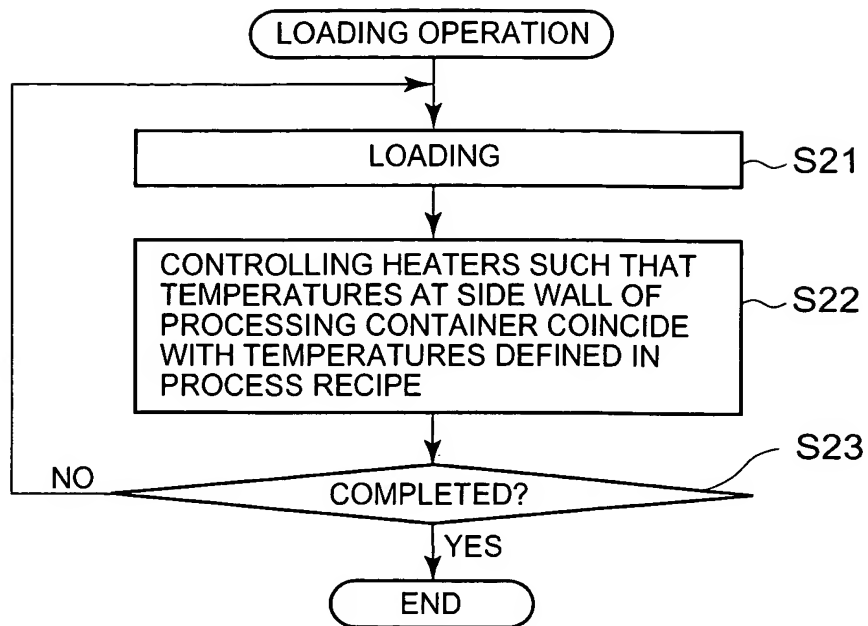 LOADING OPERATION
LOADING
S21
CONTROLLING HEATERS SUCH THAT
TEMPERATURES AT SIDE WALL OF
PROCESSING CONTAINER COINCIDE
WITH TEMPERATURES DEFINED IN
PROCESS RECIPE
S22
S23
NO
COMPLETED?
YES
END